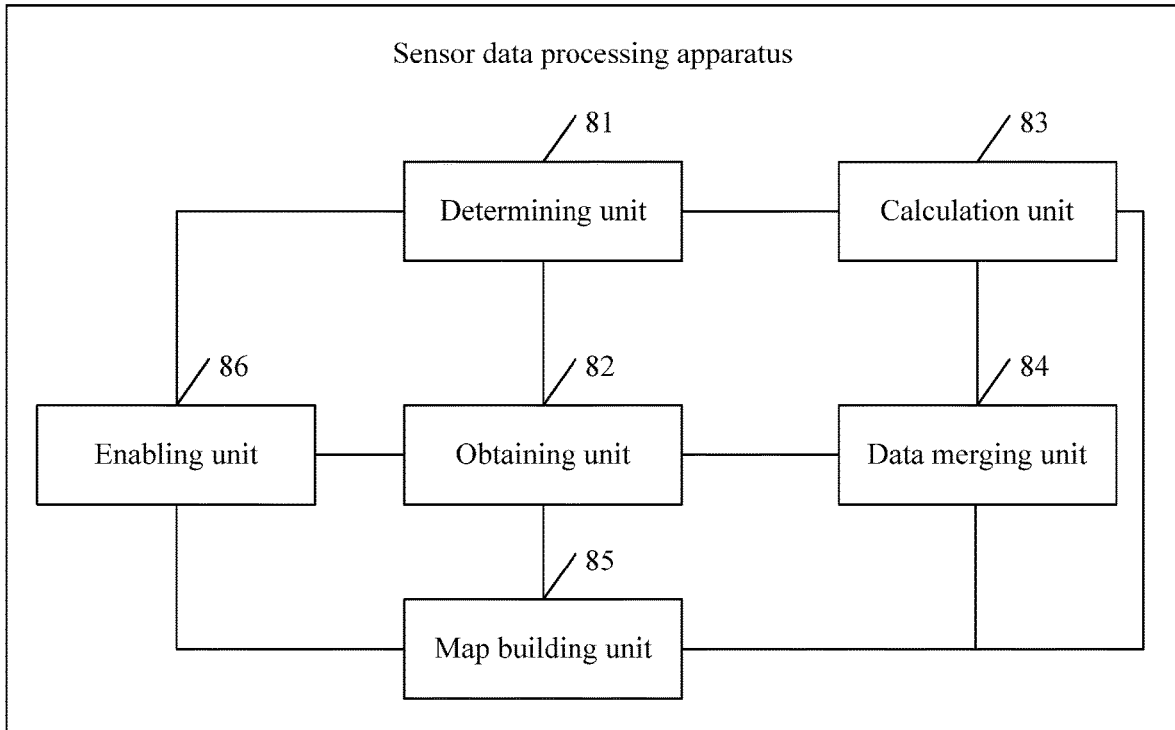 Sensor data processing apparatus
81
83
Determining unit
Calculation unit
86
82
84
Enabling unit
Obtaining unit
Data merging unit
85
Map building unit